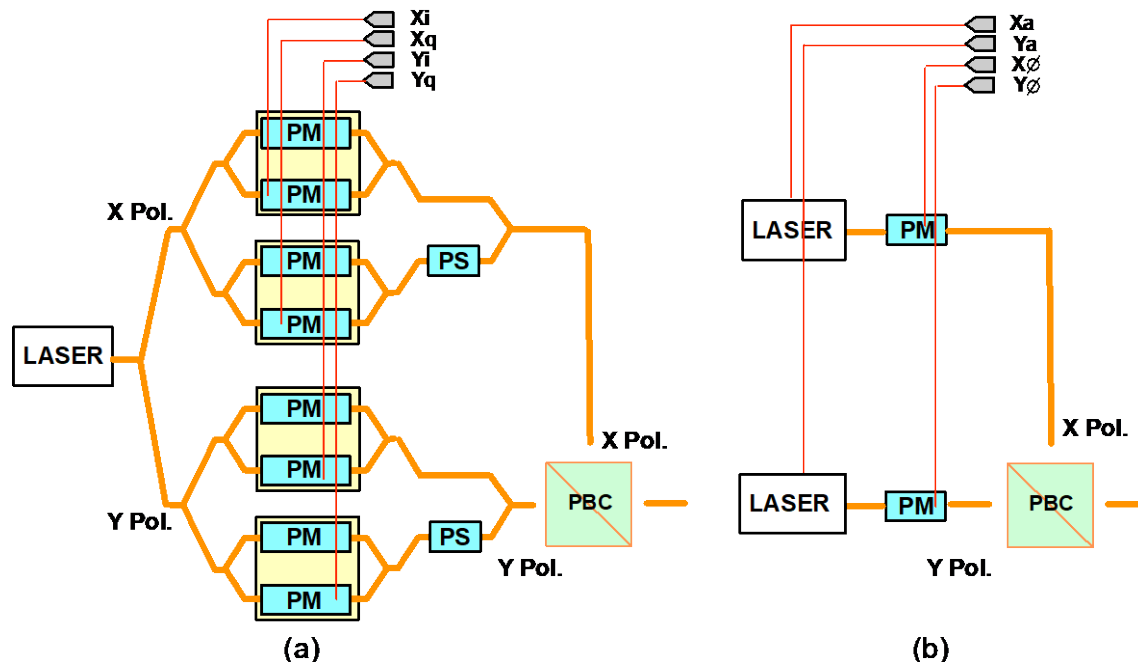 Xi
Xq
Yi
Yq
PM
PM
X Pol.
PM
PS
PM
LASER
PM
X Pol.
PM
PBC
Y Pol.
PM
PS
Y Pol.
PM
(a)
Xa
Ya
X∅
Y∅
LASER
PM
X Pol.
LASER
PM
PBC
Y Pol.
(b)